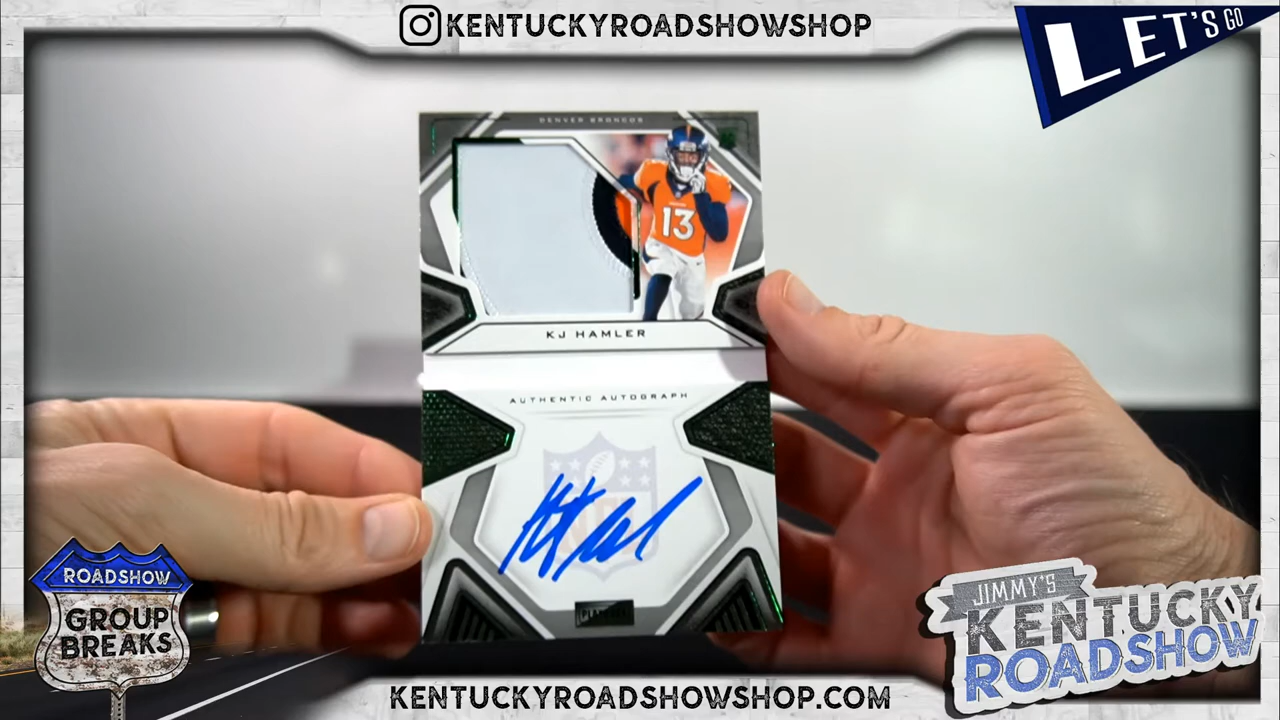 KENTUCKYROADSHOWSHOP
LET'S GO
DENVER BRONCOS
13
KJ HAMLER
AUTHENTIC AUTOGRAPH
ROADSHOW
GROUP
BREAKS
JIMMY'S
KENTUCKY
ROADSHOW
KENTUCKYROADSHOWSHOP.COM